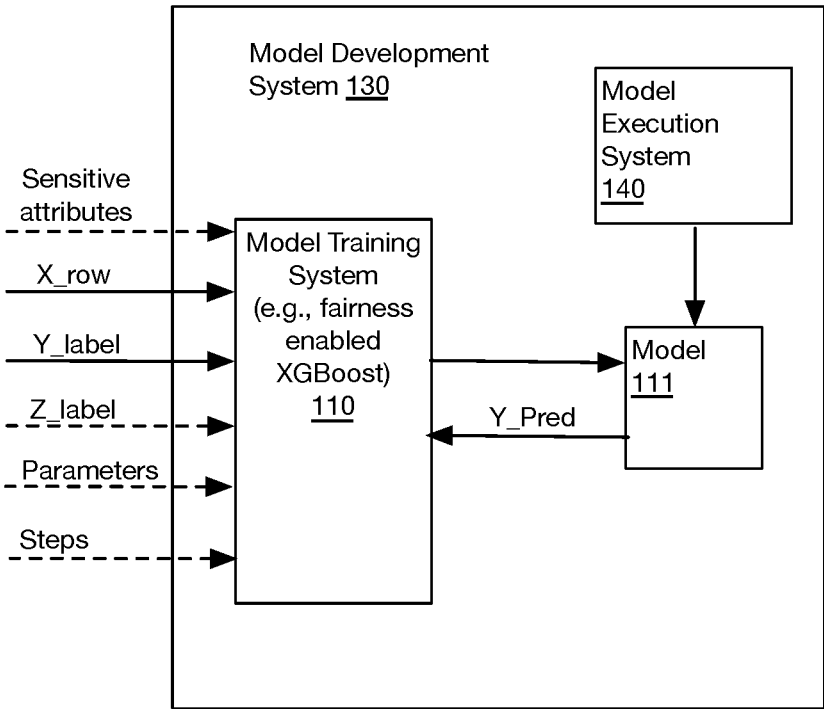 Model Development
System 130
Model
Execution
System
140
Sensitive
attributes
X_row
Y_label
Z_label
Parameters
Steps
Model Training
System
(e.g., fairness
enabled
XGBoost)
110
Model
111
Y_Pred